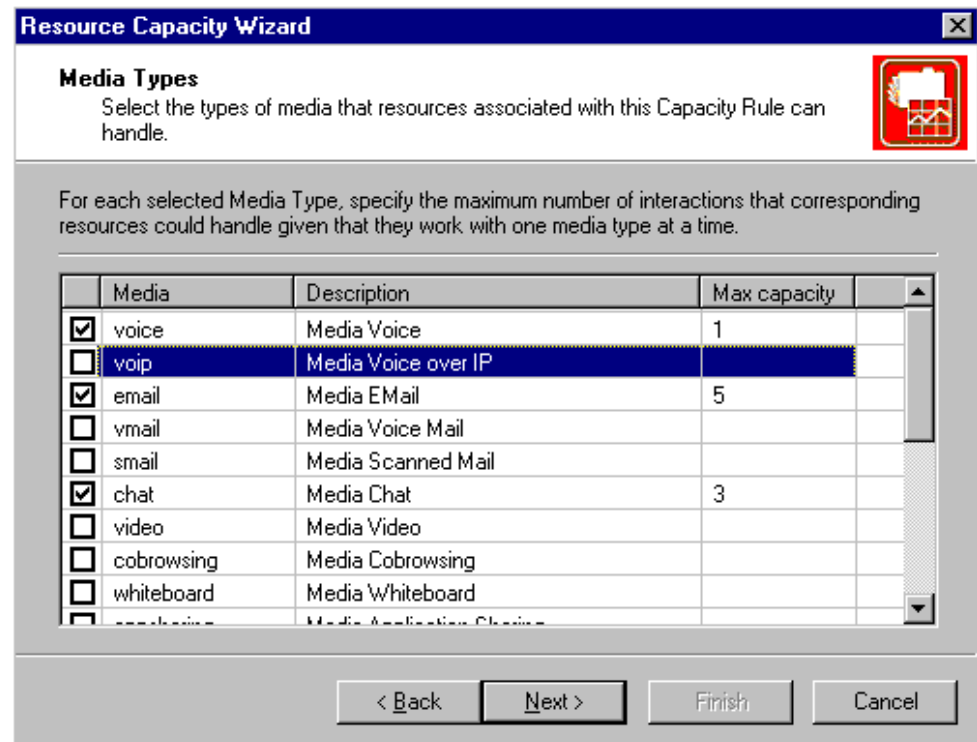 Resource Capacity Wizard
Media Types
Select the types of media that resources associated with this Capacity Rule can
handle.
For each selected Media Type, specify the maximum number of interactions that corresponding
resources could handle given that they work with one media type at a time.
Media Description Max capacity
voice Media Voice 1
voip Media Voice over IP
email Media EMail 5
vmail Media Voice Mail
smail Media Scanned Mail
chat Media Chat 3
video Media Video
cobrowsing Media Cobrowsing
whiteboard Media Whiteboard
Media Application Sharing
< Back Next > Finish Cancel